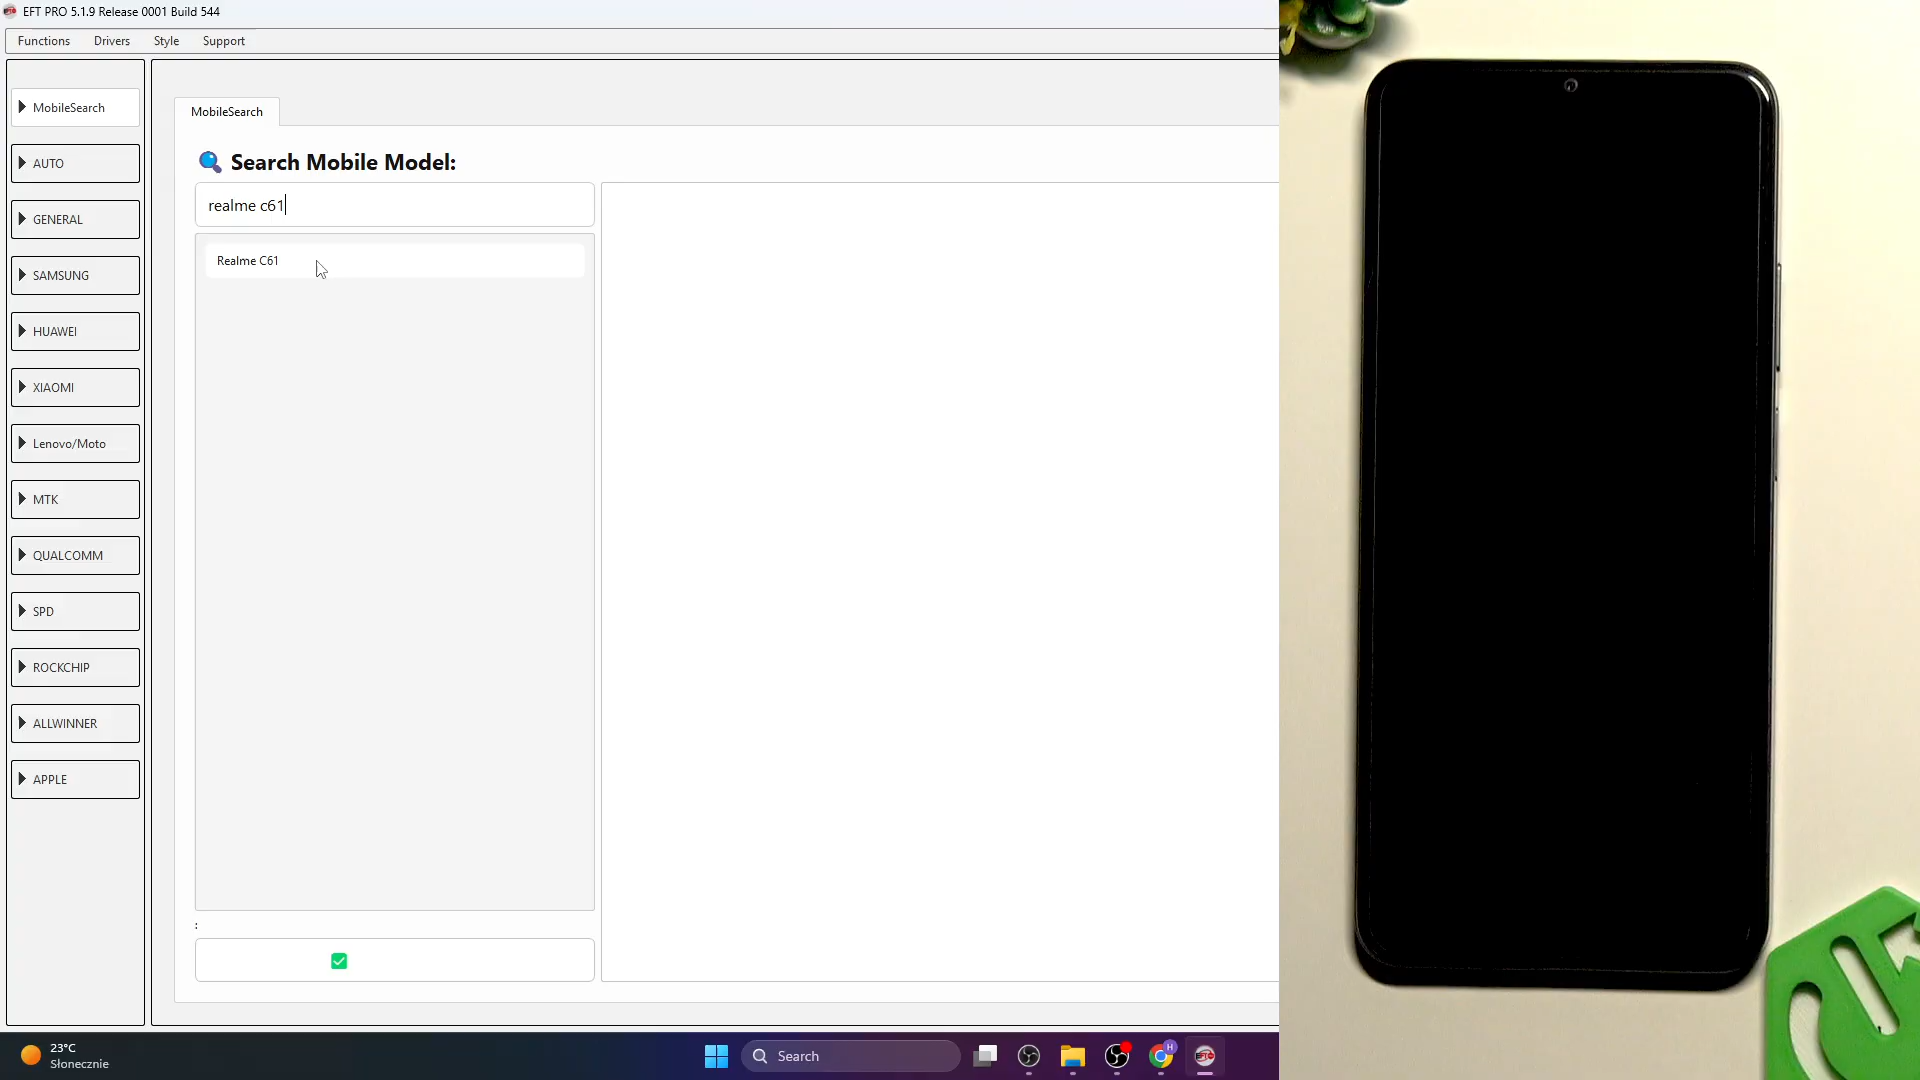 EFT PRO 5.1.9 Release 0001 Build 544
Functions Drivers Style Support
MobileSearch
AUTO
GENERAL
SAMSUNG
HUAWEI
XIAOMI
Lenovo/Moto
MTK
QUALCOMM
SPD
ROCKCHIP
ALLWINNER
APPLE
MobileSearch
Search Mobile Model:
realme c61
Realme C61
:
23°C
Słonecznie
Search
H
EFT